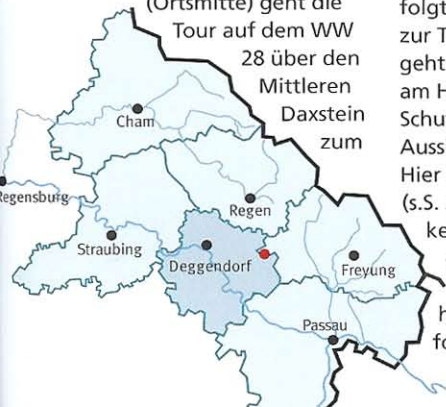 (Ortsmitte) geht die
Tour auf dem WW
28 über den
Mittleren
Daxstein
zum
folgt
zur T
geht
am H
Schu
Auss
Hier
(s.S.
ke
h
fo
Cham
Regensburg
Regen
Straubing
Deggendorf
Freyung
Passau